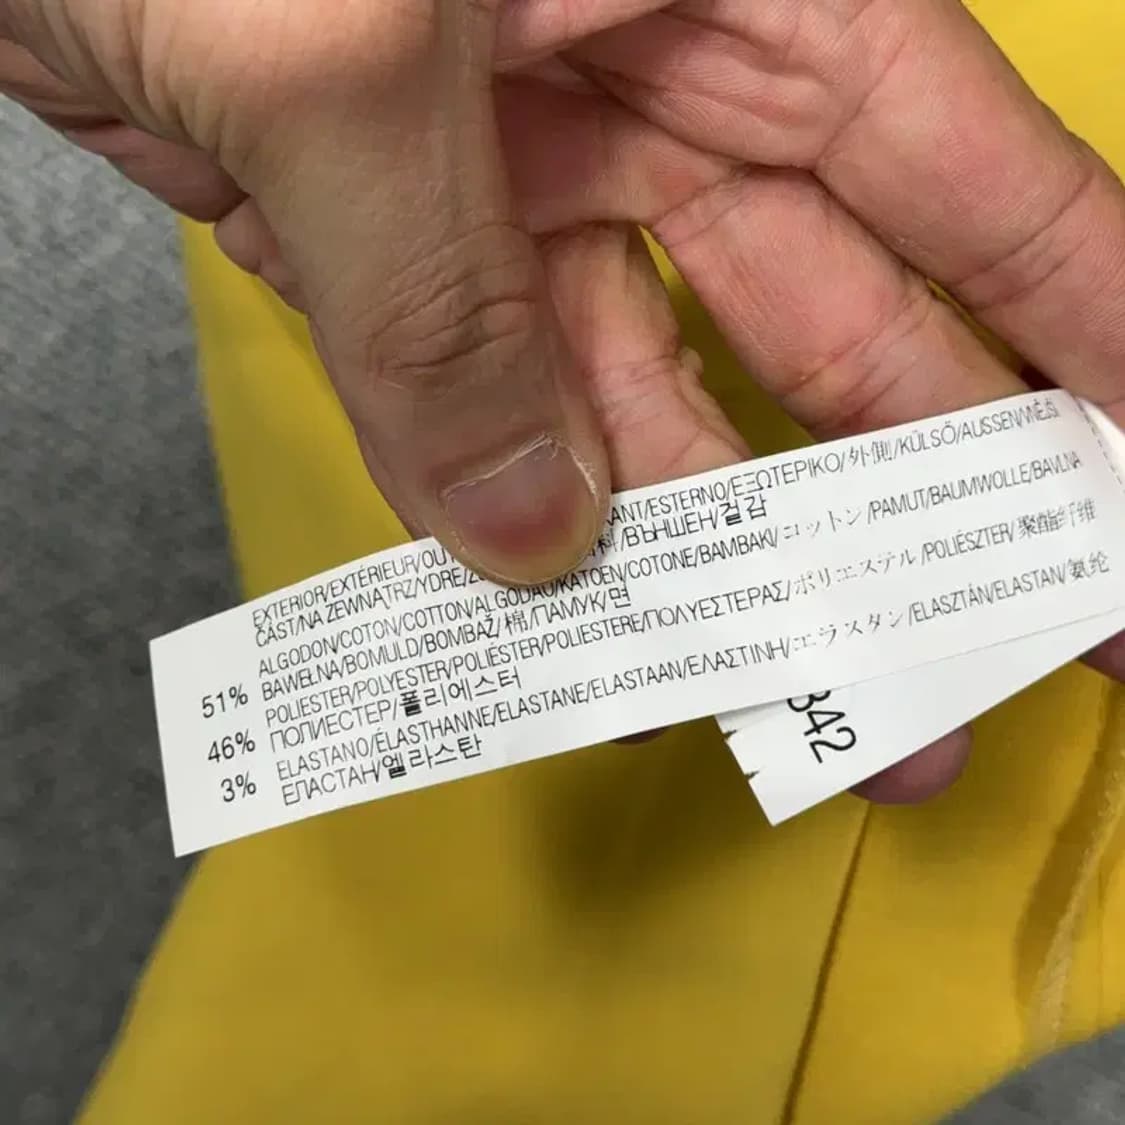 EXTERIOR/EXTÉRIEUR/OUT ANT/ESTERNO/ΕΞΩΤΕΡΙΚΟ/外側/KÜLSŐ/AUSSEN/VNĚJŠÍ
ČÁST/NA ZEWNĄTRZ/YDRE/ 料/ВЪНШЕН/겉감
51% ALGODON/COTON/COTTON/ALGODÃO/KATOEN/COTONE/ΒΑΜΒΑΚΙ/コットン/PAMUT/BAUMWOLLE/BAVLNA
BAWEŁNA/BOMULD/BOMBAŽ/棉/ПАМУК/면
46% POLIESTER/POLYESTER/POLIÉSTER/POLIESTERE/ΠΟΛΥΕΣΤΕΡΑΣ/ポリエステル/POLIÉSZTER/聚酯纤维
ПОЛИЕСТЕР/폴리에스터
3% ELASTANO/ÉLASTHANNE/ELASTANE/ELASTAAN/ΕΛΑΣΤΙΝΗ/エラスタン/ELASZTÁN/ELASTAN/氨纶
ЕЛАСТАН/엘라스탄
342